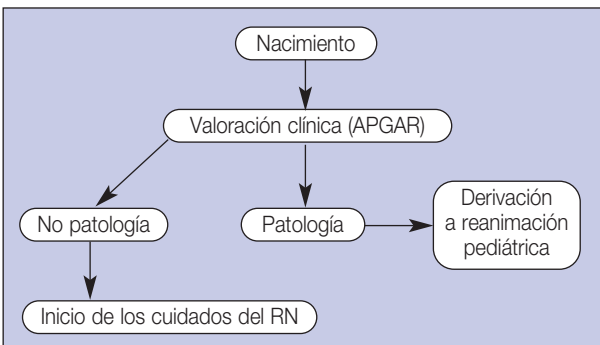 Nacimiento
Valoración clínica (APGAR)
No patología
Patología
Derivación
a reanimación
pediátrica
Inicio de los cuidados del RN